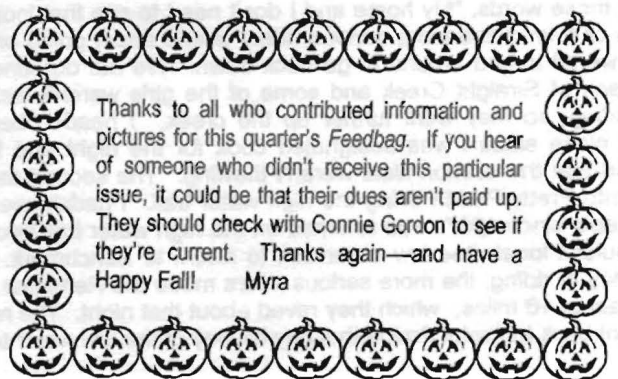 Thanks to all who contributed information and
pictures for this quarter's Feedbag. If you hear
of someone who didn't receive this particular
issue, it could be that their dues aren't paid up.
They should check with Connie Gordon to see if
they're current. Thanks again—and have a
Happy Fall! Myra